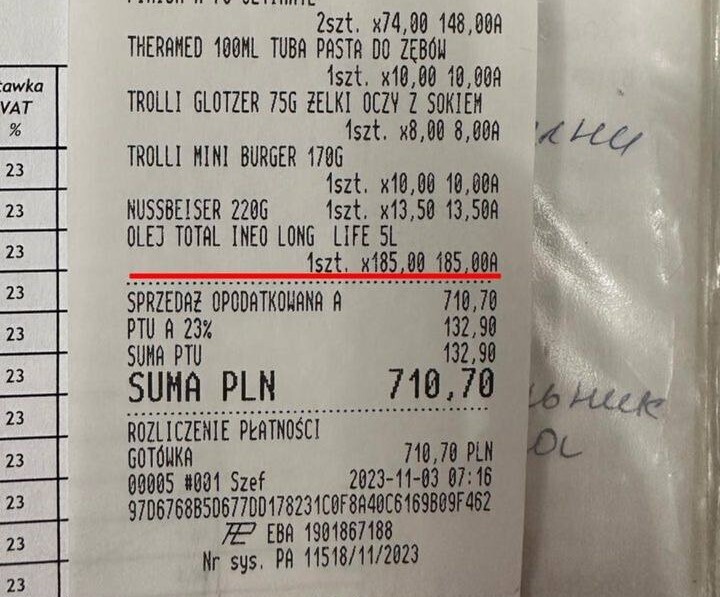 2szt. x74,00 148,00A
THERAMED 100ML TUBA PASTA DO ZĘBÓW
1szt. x10,00 10,00A
TROLLI GLOTZER 75G ŻELKI OCZY Z SOKIEM
1szt. x8,00 8,00A
TROLLI MINI BURGER 170G
1szt. x10,00 10,00A
NUSSBEISER 220G 1szt. x13,50 13,50A
OLEJ TOTAL INEO LONG LIFE 5L
1szt. x185,00 185,00A
SPRZEDAŻ OPODATKOWANA A 710,70
PTU A 23% 132,90
SUMA PTU 132,90
SUMA PLN 710,70
ROZLICZENIE PŁATNOŚCI
GOTÓWKA 710,70 PLN
00005 #001 Szef 2023-11-03 07:16
97D6768B5D677DD178231C0F8A40C6169B09F462
EBA 1901867188
Nr sys. PA 11518/11/2023
VAT
%
23
23
23
23
23
23
23
23
23
23
23